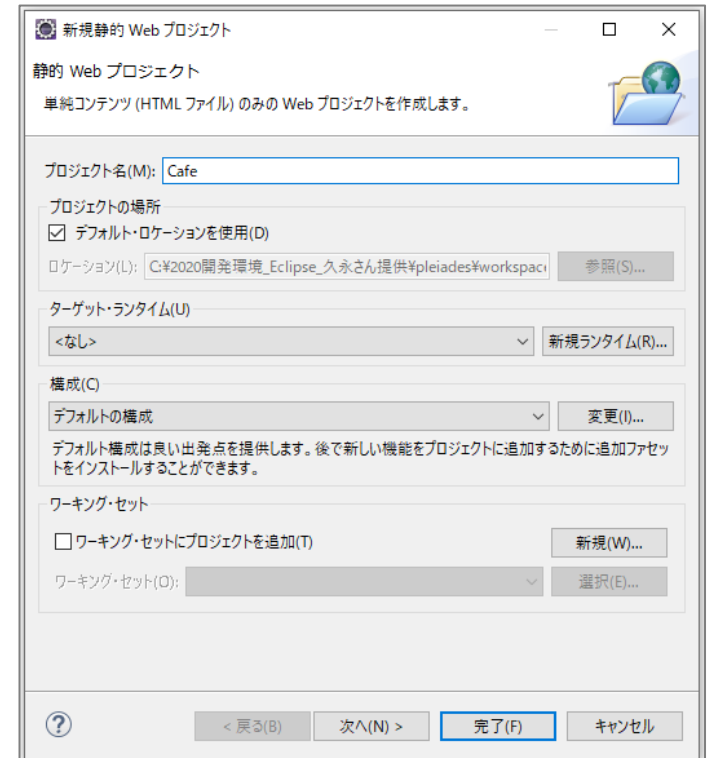 新規静的 Web プロジェクト
静的 Web プロジェクト
単純コンテンツ (HTML ファイル) のみの Web プロジェクトを作成します。
プロジェクト名(M): Cafe
プロジェクトの場所
デフォルト・ロケーションを使用(D)
ロケーション(L): C:¥2020開発環境_Eclipse_久永さん提供¥pleiades¥workspac 参照(S)...
ターゲット・ランタイム(U)
<なし> 新規ランタイム(R)...
構成(C)
デフォルトの構成 変更(I)...
デフォルト構成は良い出発点を提供します。後で新しい機能をプロジェクトに追加するために追加ファセッ
トをインストールすることができます。
ワーキング・セット
ワーキング・セットにプロジェクトを追加(T) 新規(W)...
ワーキング・セット(O): 選択(E)...
? < 戻る(B) 次へ(N) > 完了(F) キャンセル